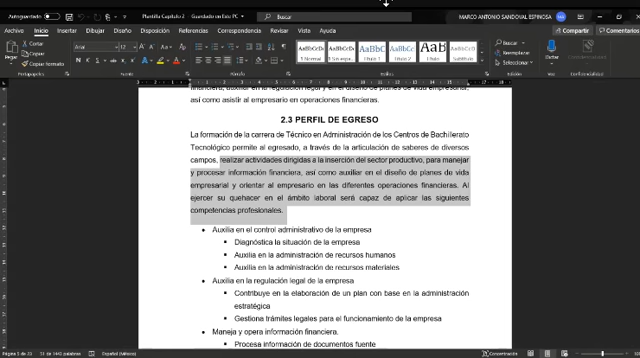 Autoguardado
Plantilla Capitulo 2 · Guardado en Este PC
Buscar
MARCO ANTONIO SANDOVAL ESPINOSA
Archivo Inicio Insertar Dibujar Diseño Disposición Referencias Correspondencia Revisar Vista Ayuda
Compartir Comentarios
Cortar
Copiar
Copiar formato
Pegar
Arial 12
AaBbCcDc AaBbCcDc AaBbC AaBbCc AaB AaBbCcD
1 Normal 1 Sin espa... Título 1 Título 2 Título Subtítulo
Buscar
Reemplazar
Seleccionar
Dictar
Portapapeles Fuente Párrafo Estilos Edición Voz
financiera, auxiliar en la regulación legal y en el diseño de planes de vida empresarial,
así como asistir al empresario en operaciones financieras.
2.3 PERFIL DE EGRESO
La formación de la carrera de Técnico en Administración de los Centros de Bachillerato
Tecnológico permite al egresado, a través de la articulación de saberes de diversos
campos, realizar actividades dirigidas a la inserción del sector productivo, para manejar
y procesar información financiera, así como auxiliar en el diseño de planes de vida
empresarial y orientar al empresario en las diferentes operaciones financieras. Al
ejercer su quehacer en el ámbito laboral será capaz de aplicar las siguientes
competencias profesionales.
• Auxilia en el control administrativo de la empresa
▪ Diagnóstica la situación de la empresa
▪ Auxilia en la administración de recursos humanos
▪ Auxilia en la administración de recursos materiales
• Auxilia en la regulación legal de la empresa
▪ Contribuye en la elaboración de un plan con base en la administración
estratégica
▪ Gestiona trámites legales para el funcionamiento de la empresa
• Maneja y opera información financiera.
▪ Procesa información de documentos fuente
Español (México)
Concentración